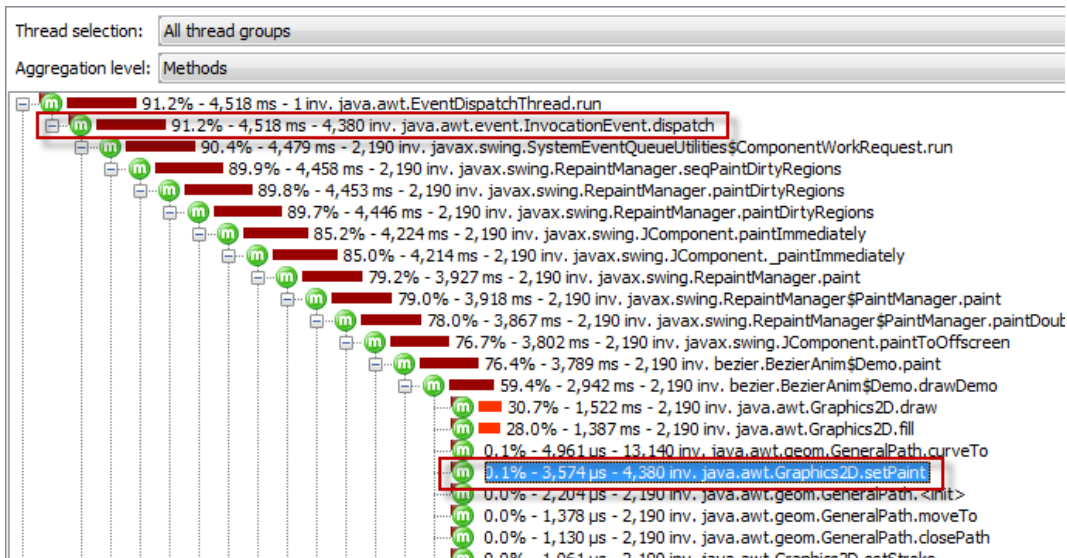 Thread selection: All thread groups
Aggregation level: Methods
m 91.2% - 4,518 ms - 1 inv. java.awt.EventDispatchThread.run
m 91.2% - 4,518 ms - 4,380 inv. java.awt.event.InvocationEvent.dispatch
m 90.4% - 4,479 ms - 2,190 inv. javax.swing.SystemEventQueueUtilities$ComponentWorkRequest.run
m 89.9% - 4,458 ms - 2,190 inv. javax.swing.RepaintManager.seqPaintDirtyRegions
m 89.8% - 4,453 ms - 2,190 inv. javax.swing.RepaintManager.paintDirtyRegions
m 89.7% - 4,446 ms - 2,190 inv. javax.swing.RepaintManager.paintDirtyRegions
m 85.2% - 4,224 ms - 2,190 inv. javax.swing.JComponent.paintImmediately
m 85.0% - 4,214 ms - 2,190 inv. javax.swing.JComponent._paintImmediately
m 79.2% - 3,927 ms - 2,190 inv. javax.swing.RepaintManager.paint
m 79.0% - 3,918 ms - 2,190 inv. javax.swing.RepaintManager$PaintManager.paint
m 78.0% - 3,867 ms - 2,190 inv. javax.swing.RepaintManager$PaintManager.paintDoub
m 76.7% - 3,802 ms - 2,190 inv. javax.swing.JComponent.paintToOffscreen
m 76.4% - 3,789 ms - 2,190 inv. bezier.BezierAnim$Demo.paint
m 59.4% - 2,942 ms - 2,190 inv. bezier.BezierAnim$Demo.drawDemo
m 30.7% - 1,522 ms - 2,190 inv. java.awt.Graphics2D.draw
m 28.0% - 1,387 ms - 2,190 inv. java.awt.Graphics2D.fill
m 0.1% - 4,961 µs - 13,140 inv. java.awt.geom.GeneralPath.curveTo
m 0.1% - 3,574 µs - 4,380 inv. java.awt.Graphics2D.setPaint
m 0.0% - 2,204 µs - 2,190 inv. java.awt.geom.GeneralPath.<init>
m 0.0% - 1,378 µs - 2,190 inv. java.awt.geom.GeneralPath.moveTo
m 0.0% - 1,130 µs - 2,190 inv. java.awt.geom.GeneralPath.closePath
m 0.0% - 1,061 µs - 2,190 inv. java.awt.Graphics2D.setStroke